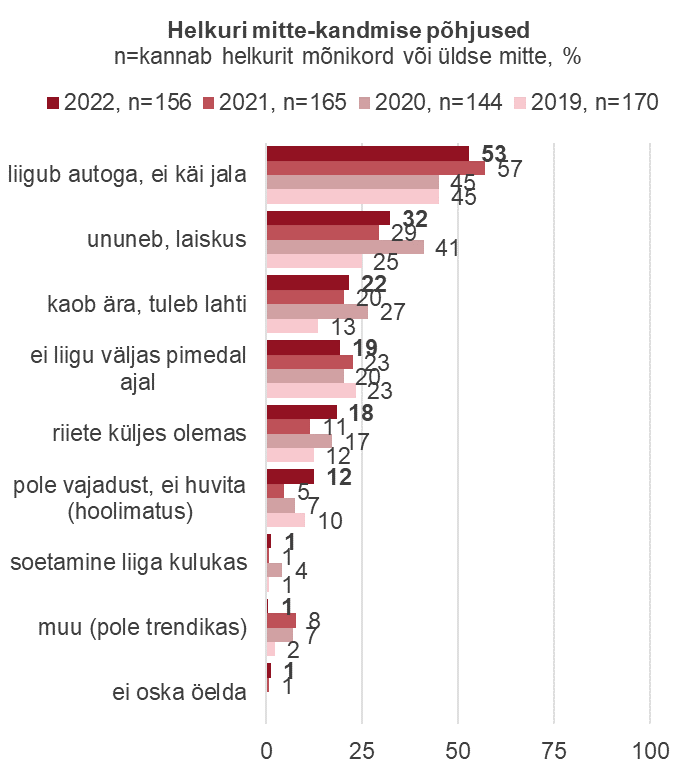 Helkuri mitte-kandmise põhjused
n=kannab helkurit mõnikord või üldse mitte, %
2022, n=156 2021, n=165 2020, n=144 2019, n=170
liigub autoga, ei käi jala
53
57
45
45
ununeb, laiskus
32
29
41
25
kaob ära, tuleb lahti
22
20
27
13
ei liigu väljas pimedal
ajal
19
23
20
23
riiete küljes olemas
18
11
17
12
pole vajadust, ei huvita
(hoolimatus)
12
5
7
10
soetamine liiga kulukas
1
1
4
1
muu (pole trendikas)
1
8
7
2
ei oska öelda
1
1
0 25 50 75 100